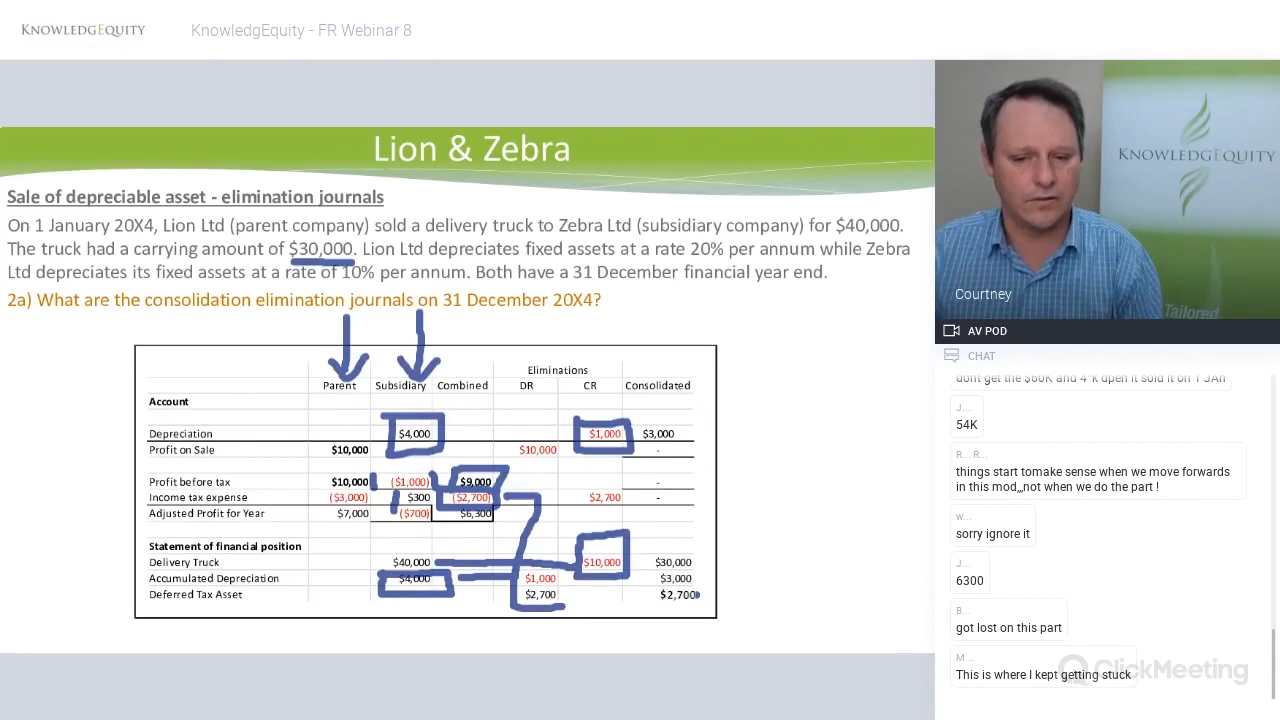 KNOWLEDGEQUITY
KnowledgEquity - FR Webinar 8
Lion & Zebra
Sale of depreciable asset - elimination journals
On 1 January 20X4, Lion Ltd (parent company) sold a delivery truck to Zebra Ltd (subsidiary company) for $40,000.
The truck had a carrying amount of $30,000. Lion Ltd depreciates fixed assets at a rate 20% per annum while Zebra
Ltd depreciates its fixed assets at a rate of 10% per annum. Both have a 31 December financial year end.
2a) What are the consolidation elimination journals on 31 December 20X4?
Eliminations
Parent Subsidiary Combined DR CR Consolidated
Account
Depreciation $4,000 $1,000 $3,000
Profit on Sale $10,000 $10,000 -
Profit before tax $10,000 ($1,000) $9,000 -
Income tax expense ($3,000) $300 ($2,700) $2,700 -
Adjusted Profit for Year $7,000 ($700) $6,300
Statement of financial position
Delivery Truck $40,000 $10,000 $30,000
Accumulated Depreciation $4,000 $1,000 $3,000
Deferred Tax Asset $2,700 $2,700
KNOWLEDGEQUITY
Tailored
Courtney
AV POD
CHAT
J...
54K
R... R...
things start tomake sense when we move forwards
in this mod,,,not when we do the part !
w...
sorry ignore it
J...
6300
B...
got lost on this part
M...
This is where I kept getting stuck
ClickMeeting